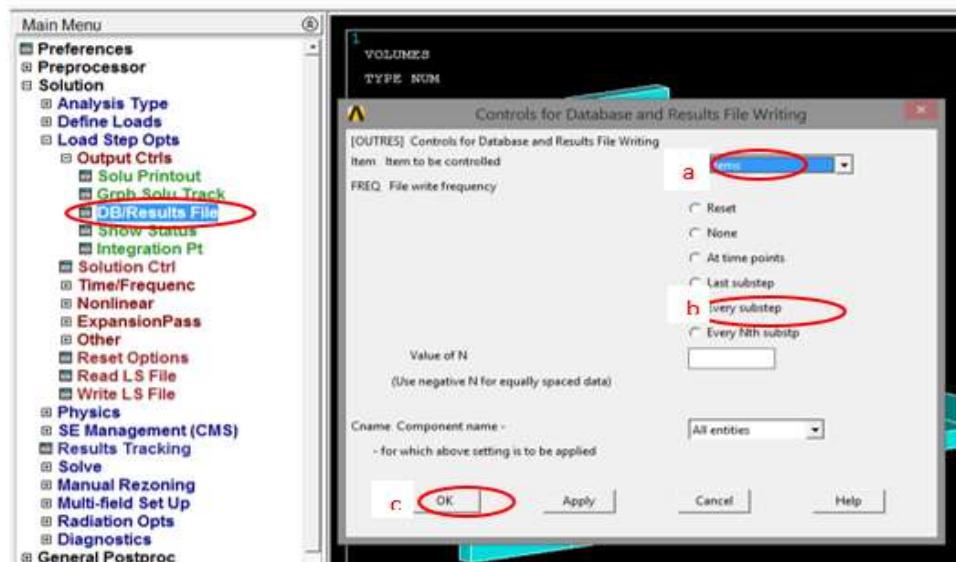 Main Menu
Preferences
Preprocessor
Solution
Analysis Type
Define Loads
Load Step Opts
Output Ctrls
Solu Printout
Grph Solu Track
DB/Results File
Show Status
Integration Pt
Solution Ctrl
Time/Frequenc
Nonlinear
ExpansionPass
Other
Reset Options
Read LS File
Write LS File
Physics
SE Management (CMS)
Results Tracking
Solve
Manual Rezoning
Multi-field Set Up
Radiation Opts
Diagnostics
General Postproc
1
VOLUMES
TYPE NUM
Controls for Database and Results File Writing
[OUTRES] Controls for Database and Results File Writing
Item Item to be controlled
a
items
FREQ File write frequency
Reset
None
At time points
Last substep
b
Every substep
Every Nth substp
Value of N
(Use negative N for equally spaced data)
Cname Component name -
All entities
- for which above setting is to be applied
c
OK
Apply
Cancel
Help